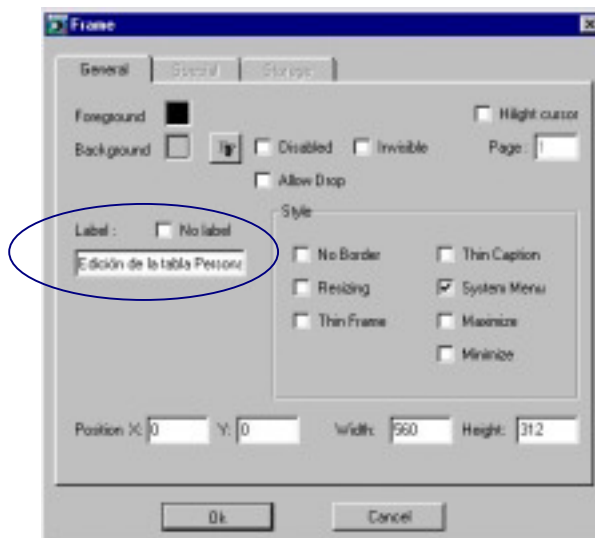 Frame
General Special Storage
Foreground
Hilight cursor
Background
Disabled
Invisible
Page: 1
Allow Drop
Style
Label :
No label
Edición de la tabla Persona
No Border
Thin Caption
Resizing
System Menu
Thin Frame
Maximize
Minimize
Position X: 0 Y: 0 Width: 560 Height: 312
Ok Cancel